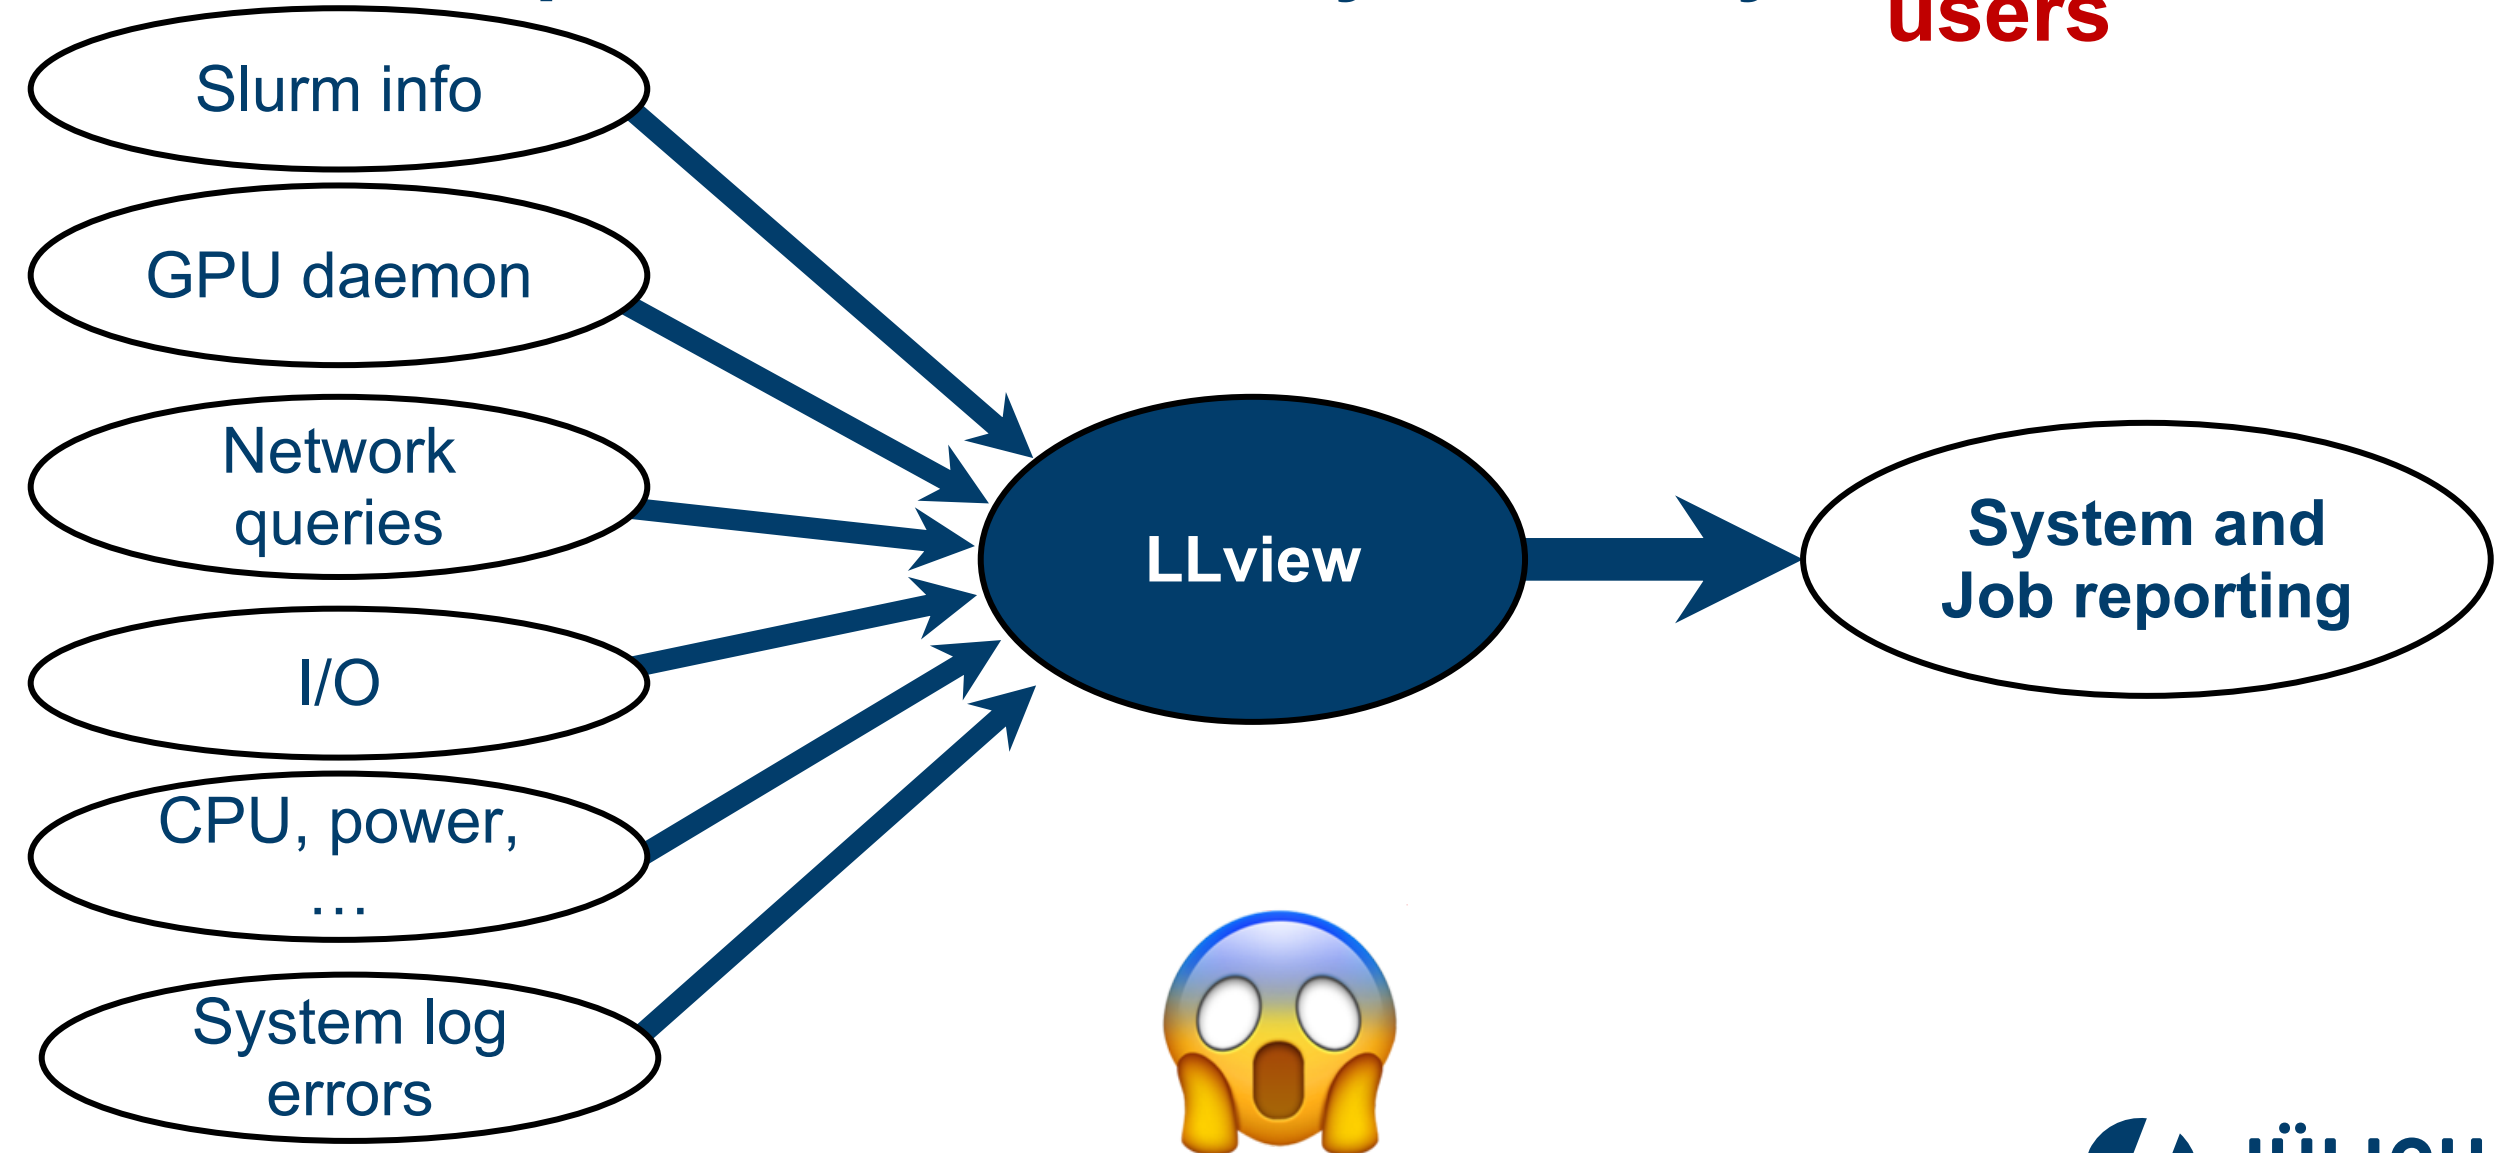 users
Slurm info
GPU daemon
Network
queries
I/O
CPU, power,
...
System log
errors
LLview
System and
Job reporting